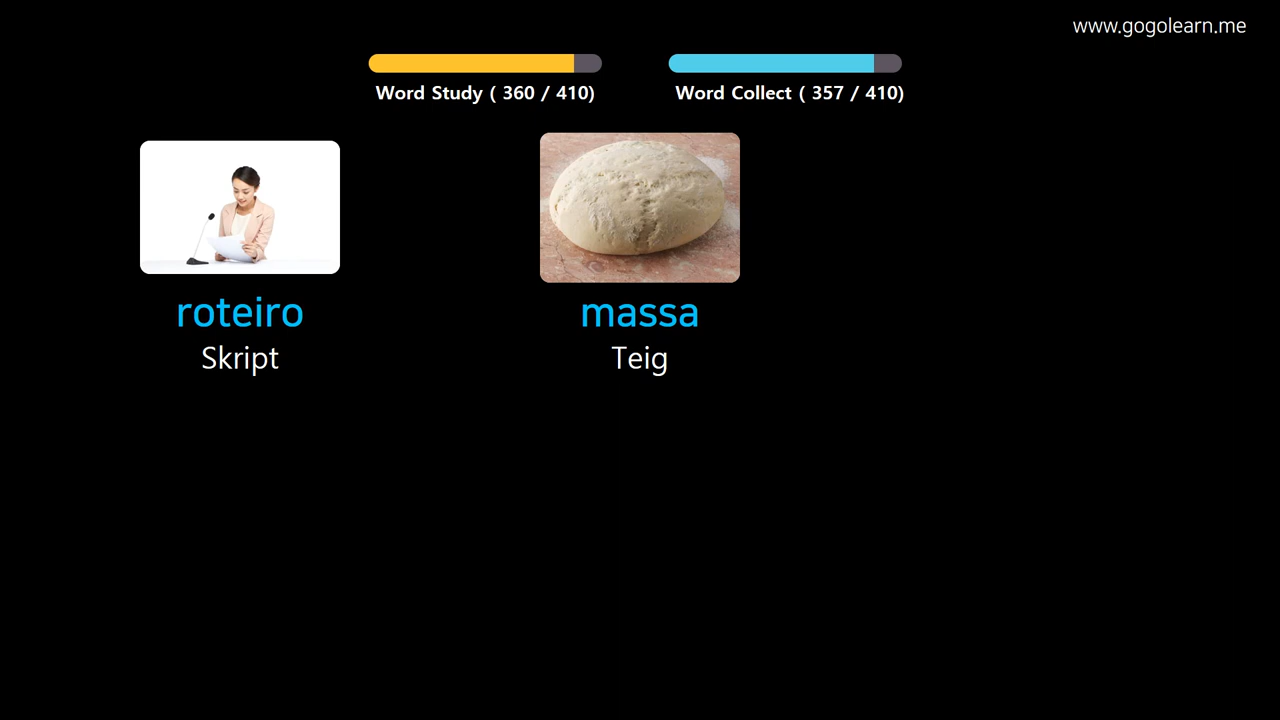 www.gogolearn.me
Word Study ( 360 / 410)
Word Collect ( 357 / 410)
roteiro
Skript
massa
Teig